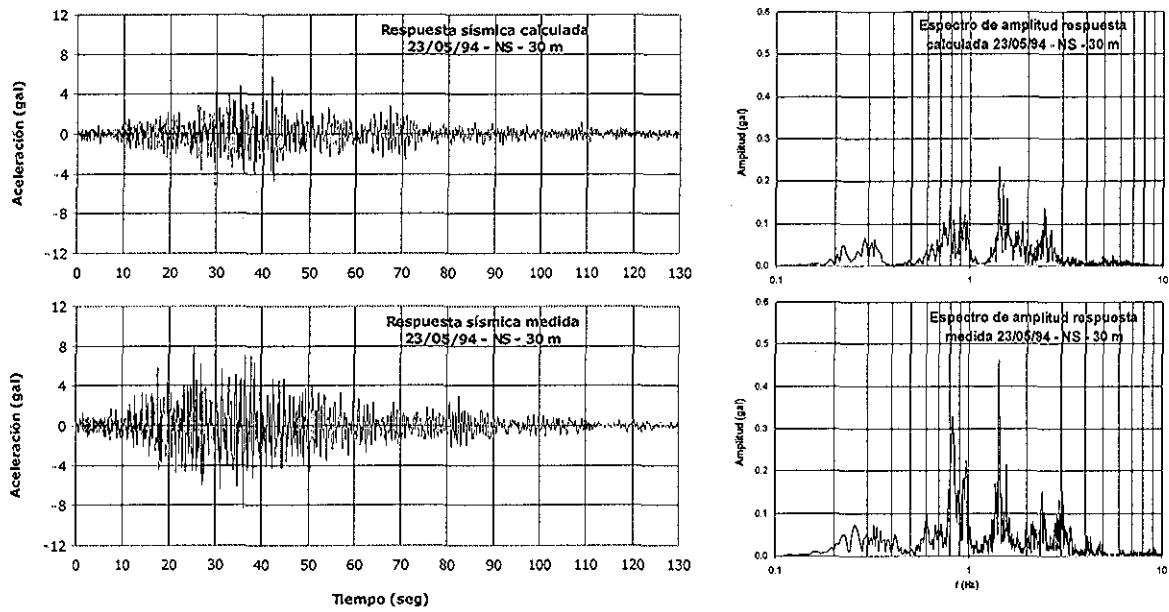 Respuesta sísmica calculada
23/05/94 - NS - 30 m
Aceleración (gal)
12
8
4
0
-4
-8
-12
0 10 20 30 40 50 60 70 80 90 100 110 120 130
Espectro de amplitud respuesta
calculada 23/05/94 - NS - 30 m
Amplitud (gal)
0.6
0.5
0.4
0.3
0.2
0.1
0.0
0.1 1 10
Respuesta sísmica medida
23/05/94 - NS - 30 m
Aceleración (gal)
12
8
4
0
-4
-8
-12
0 10 20 30 40 50 60 70 80 90 100 110 120 130
Tiempo (seg)
Espectro de amplitud respuesta
medida 23/05/94 - NS - 30 m
Amplitud (gal)
0.6
0.5
0.4
0.3
0.2
0.1
0.0
0.1 1 10
f (Hz)